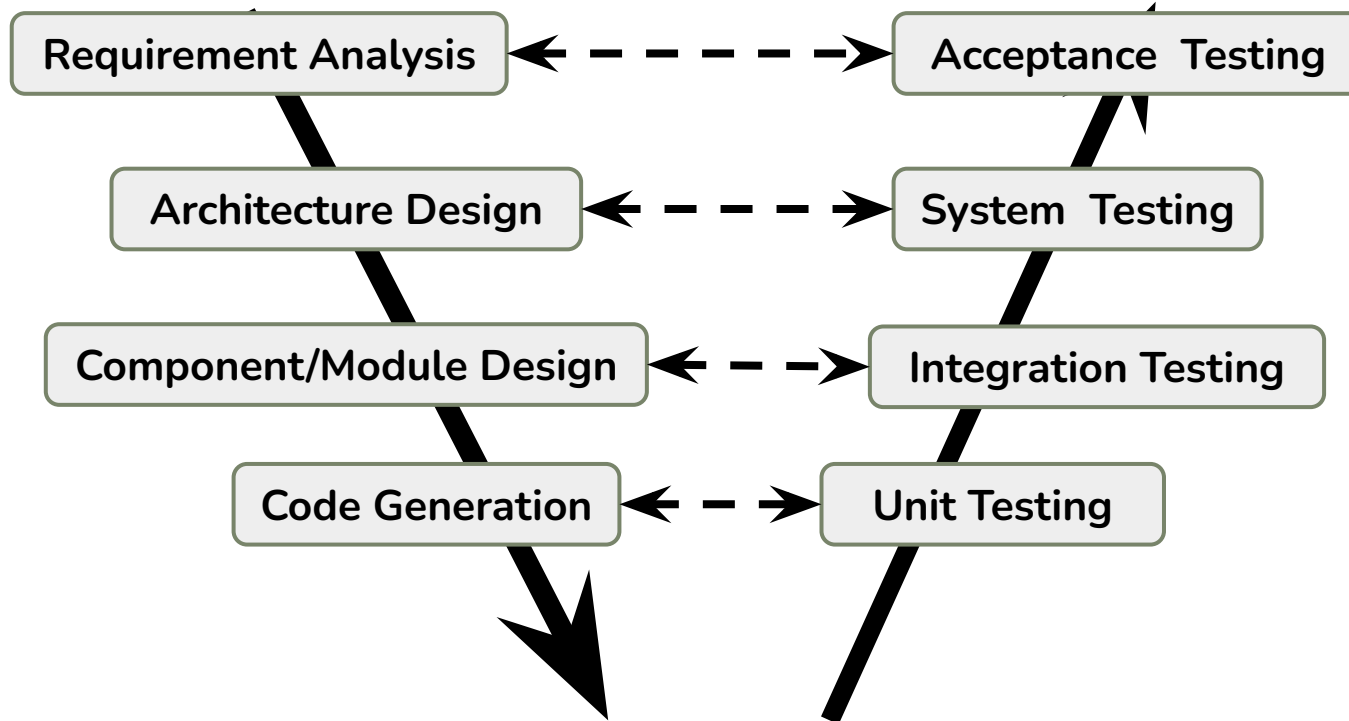 Requirement Analysis
Acceptance  Testing
Architecture Design
System  Testing
Component/Module Design
Integration Testing
Code Generation
Unit Testing